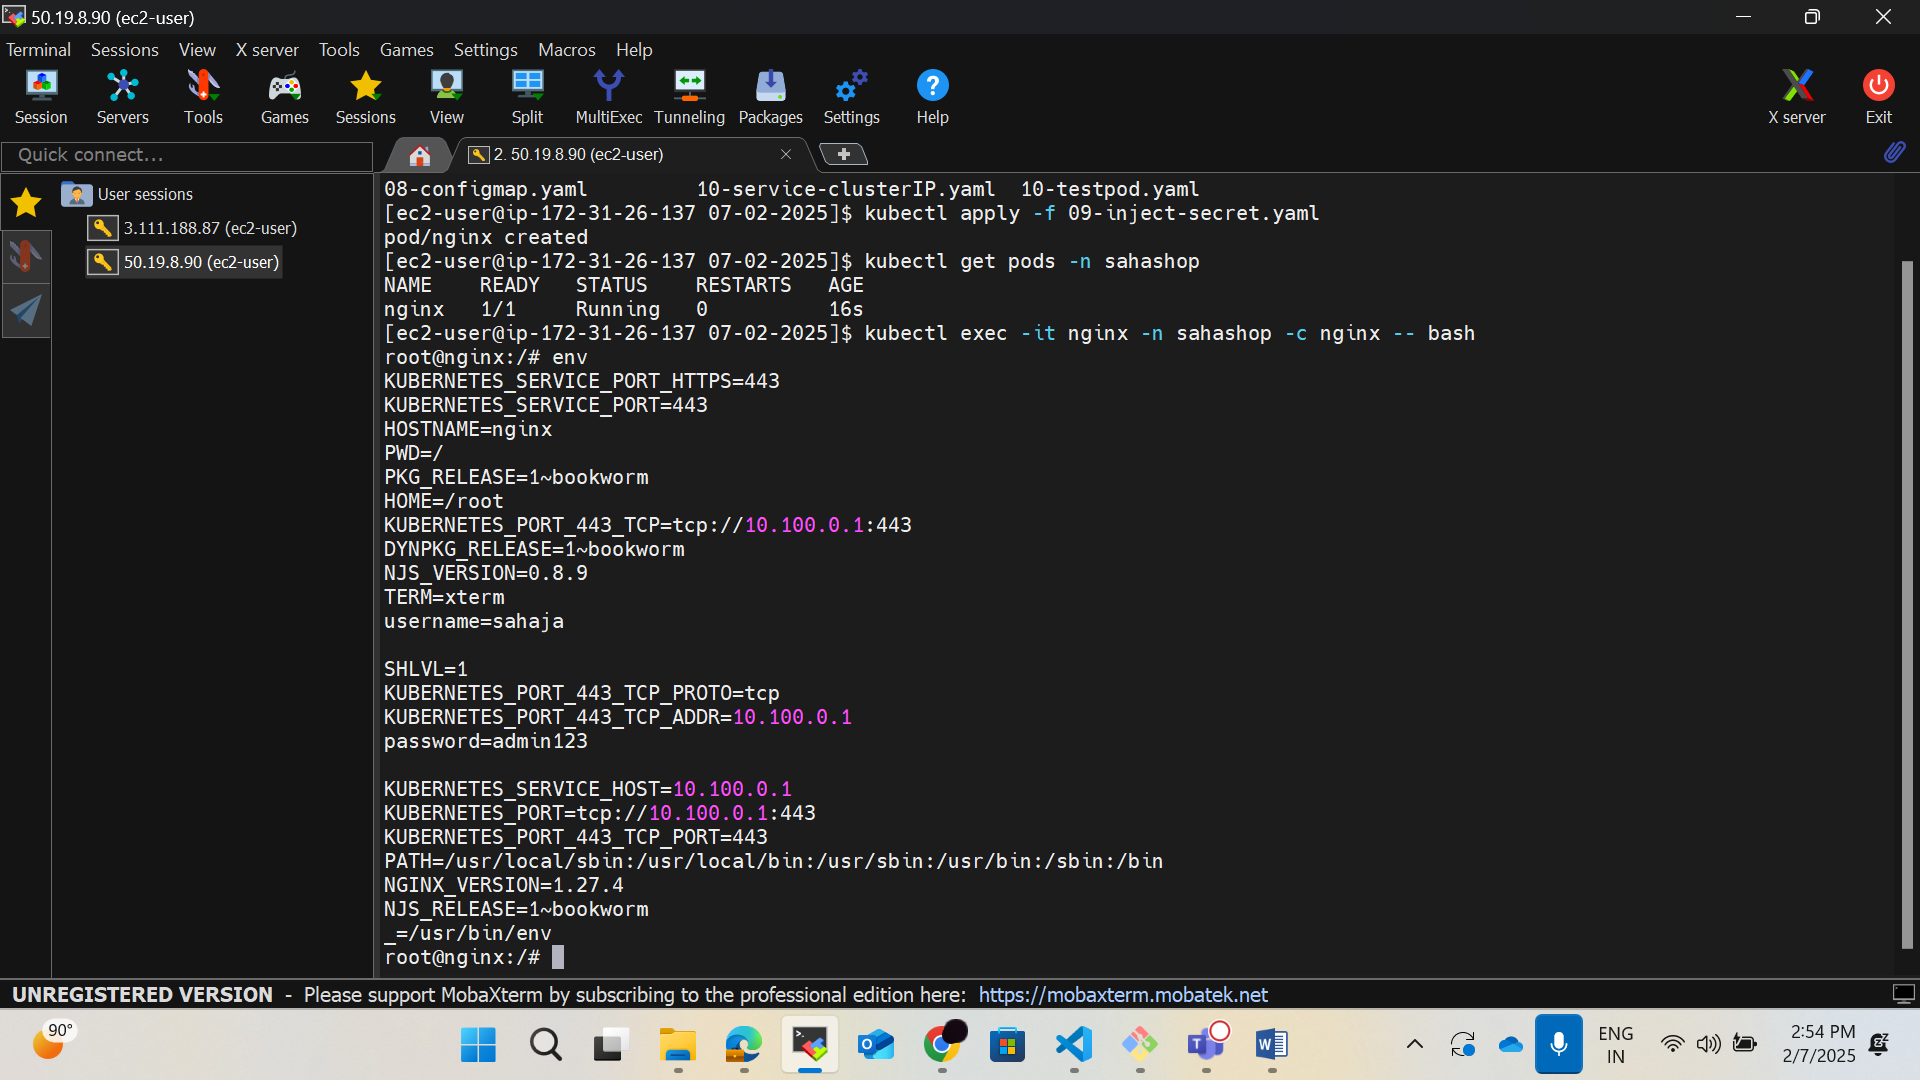 50.19.8.90 (ec2-user)
Terminal Sessions View X server Tools Games Settings Macros Help
Session Servers Tools Games Sessions View Split MultiExec Tunneling Packages Settings Help X server Exit
Quick connect...
2. 50.19.8.90 (ec2-user)
User sessions
3.111.188.87 (ec2-user)
50.19.8.90 (ec2-user)
08-configmap.yaml 10-service-clusterIP.yaml 10-testpod.yaml
[ec2-user@ip-172-31-26-137 07-02-2025]$ kubectl apply -f 09-inject-secret.yaml
pod/nginx created
[ec2-user@ip-172-31-26-137 07-02-2025]$ kubectl get pods -n sahashop
NAME READY STATUS RESTARTS AGE
nginx 1/1 Running 0 16s
[ec2-user@ip-172-31-26-137 07-02-2025]$ kubectl exec -it nginx -n sahashop -c nginx -- bash
root@nginx:/# env
KUBERNETES_SERVICE_PORT_HTTPS=443
KUBERNETES_SERVICE_PORT=443
HOSTNAME=nginx
PWD=/
PKG_RELEASE=1~bookworm
HOME=/root
KUBERNETES_PORT_443_TCP=tcp://10.100.0.1:443
DYNPKG_RELEASE=1~bookworm
NJS_VERSION=0.8.9
TERM=xterm
username=sahaja
SHLVL=1
KUBERNETES_PORT_443_TCP_PROTO=tcp
KUBERNETES_PORT_443_TCP_ADDR=10.100.0.1
password=admin123
KUBERNETES_SERVICE_HOST=10.100.0.1
KUBERNETES_PORT=tcp://10.100.0.1:443
KUBERNETES_PORT_443_TCP_PORT=443
PATH=/usr/local/sbin:/usr/local/bin:/usr/sbin:/usr/bin:/sbin:/bin
NGINX_VERSION=1.27.4
NJS_RELEASE=1~bookworm
_=/usr/bin/env
root@nginx:/#
UNREGISTERED VERSION - Please support MobaXterm by subscribing to the professional edition here: https://mobaxterm.mobatek.net
90°
ENG
IN
2:54 PM
2/7/2025